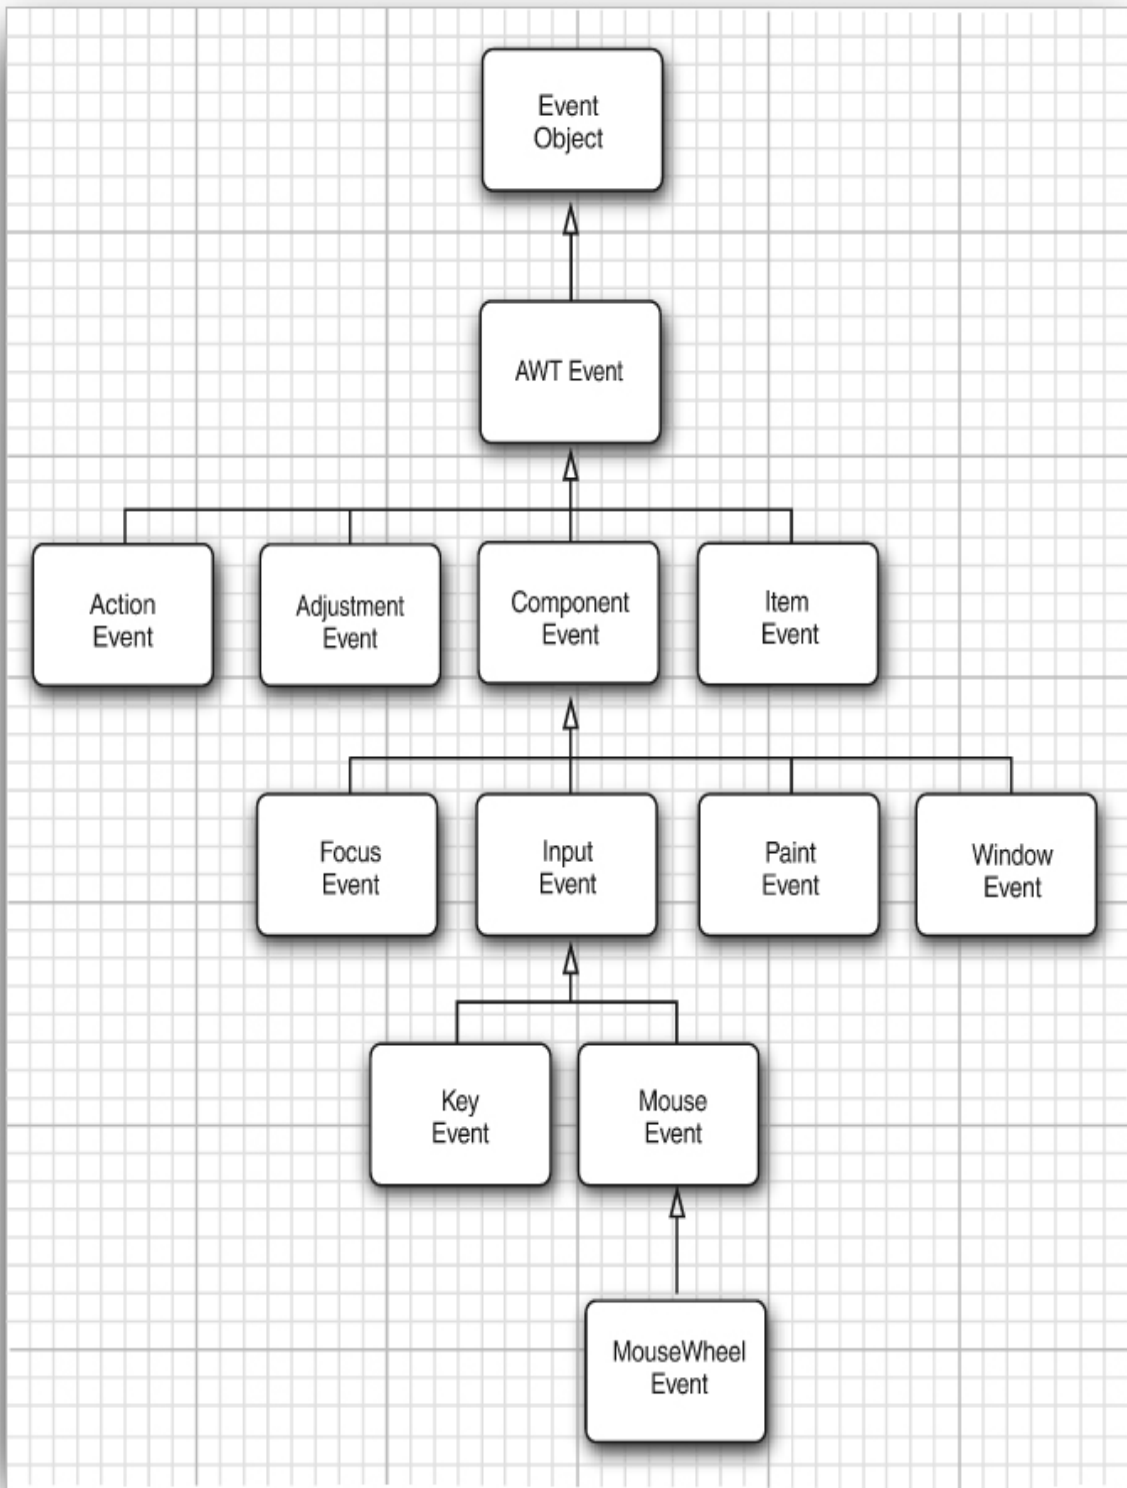 Event
Object
AWT Event
Action
Event
Adjustment
Event
Component
Event
Item
Event
Focus
Event
Input
Event
Paint
Event
Window
Event
Key
Event
Mouse
Event
MouseWheel
Event